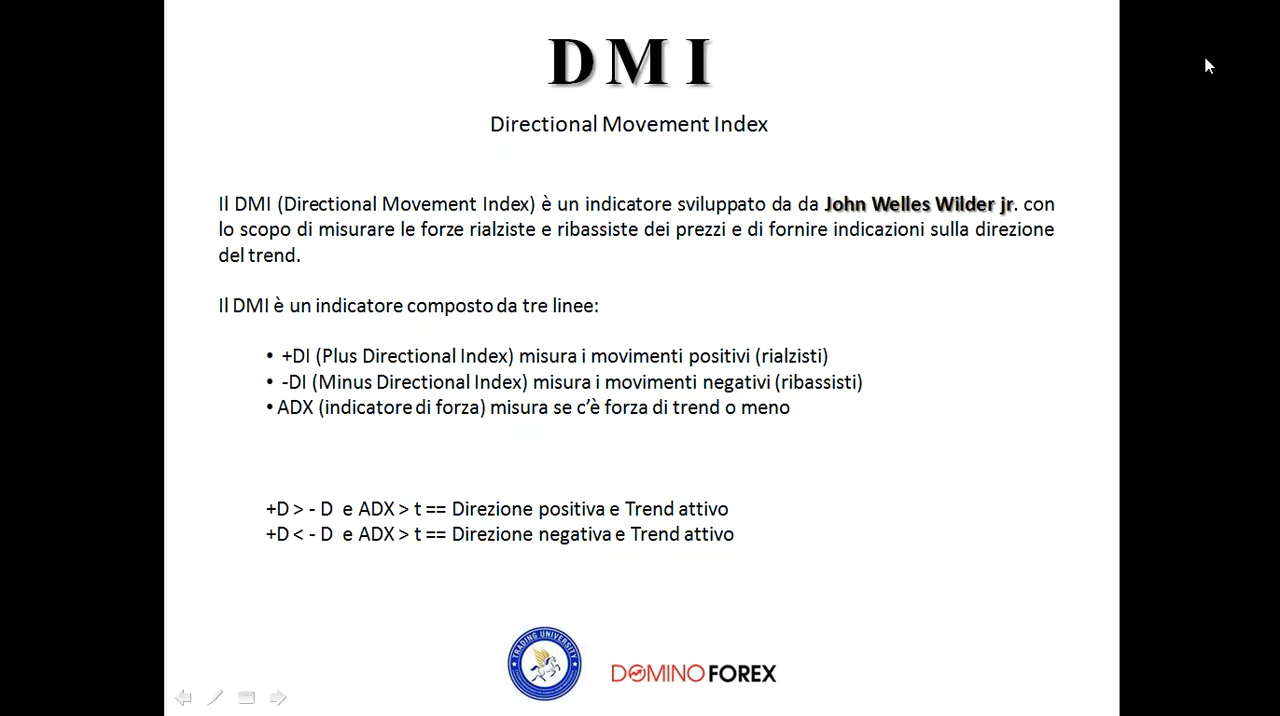 DMI
Directional Movement Index
Il DMI (Directional Movement Index) è un indicatore sviluppato da da John Welles Wilder jr. con
lo scopo di misurare le forze rialziste e ribassiste dei prezzi e di fornire indicazioni sulla direzione
del trend.
Il DMI è un indicatore composto da tre linee:
• +DI (Plus Directional Index) misura i movimenti positivi (rialzisti)
• -DI (Minus Directional Index) misura i movimenti negativi (ribassisti)
• ADX (indicatore di forza) misura se c’è forza di trend o meno
+D > - D e ADX > t == Direzione positiva e Trend attivo
+D < - D e ADX > t == Direzione negativa e Trend attivo
TRADING UNIVERSITY
DOMINO FOREX